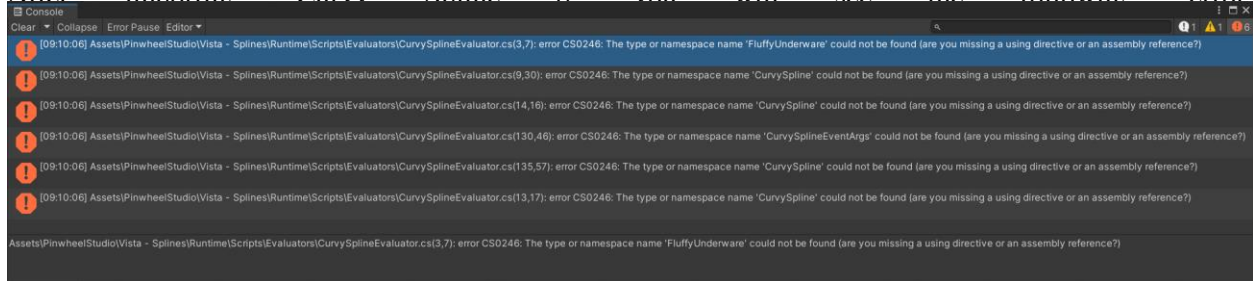 Console
Clear Collapse Error Pause Editor 1 1 6
[09:10:06] Assets\PinwheelStudio\Vista - Splines\Runtime\Scripts\Evaluators\CurvySplineEvaluator.cs(3,7): error CS0246: The type or namespace name 'FluffyUnderware' could not be found (are you missing a using directive or an assembly reference?)
[09:10:06] Assets\PinwheelStudio\Vista - Splines\Runtime\Scripts\Evaluators\CurvySplineEvaluator.cs(9,30): error CS0246: The type or namespace name 'CurvySpline' could not be found (are you missing a using directive or an assembly reference?)
[09:10:06] Assets\PinwheelStudio\Vista - Splines\Runtime\Scripts\Evaluators\CurvySplineEvaluator.cs(14,16): error CS0246: The type or namespace name 'CurvySpline' could not be found (are you missing a using directive or an assembly reference?)
[09:10:06] Assets\PinwheelStudio\Vista - Splines\Runtime\Scripts\Evaluators\CurvySplineEvaluator.cs(130,46): error CS0246: The type or namespace name 'CurvySplineEventArgs' could not be found (are you missing a using directive or an assembly reference?)
[09:10:06] Assets\PinwheelStudio\Vista - Splines\Runtime\Scripts\Evaluators\CurvySplineEvaluator.cs(135,57): error CS0246: The type or namespace name 'CurvySpline' could not be found (are you missing a using directive or an assembly reference?)
[09:10:06] Assets\PinwheelStudio\Vista - Splines\Runtime\Scripts\Evaluators\CurvySplineEvaluator.cs(13,17): error CS0246: The type or namespace name 'CurvySpline' could not be found (are you missing a using directive or an assembly reference?)
Assets\PinwheelStudio\Vista - Splines\Runtime\Scripts\Evaluators\CurvySplineEvaluator.cs(3,7): error CS0246: The type or namespace name 'FluffyUnderware' could not be found (are you missing a using directive or an assembly reference?)